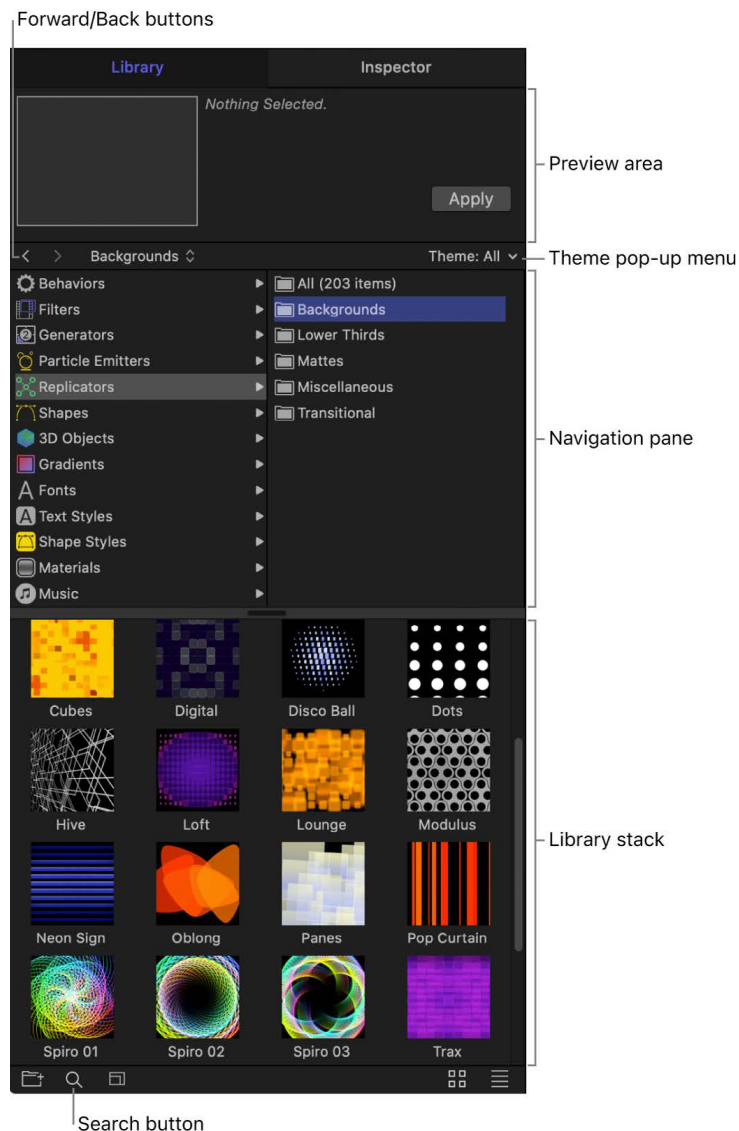 Forward/Back buttons
Library
Inspector
Nothing Selected.
Preview area
Apply
Backgrounds
Theme: All
Theme pop-up menu
Behaviors
All (203 items)
Filters
Backgrounds
Generators
Lower Thirds
Particle Emitters
Mattes
Replicators
Miscellaneous
Shapes
Transitional
3D Objects
Navigation pane
Gradients
Fonts
Text Styles
Shape Styles
Materials
Music
Cubes
Digital
Disco Ball
Dots
Hive
Loft
Lounge
Modulus
Library stack
Neon Sign
Oblong
Panes
Pop Curtain
Spiro 01
Spiro 02
Spiro 03
Trax
Search button